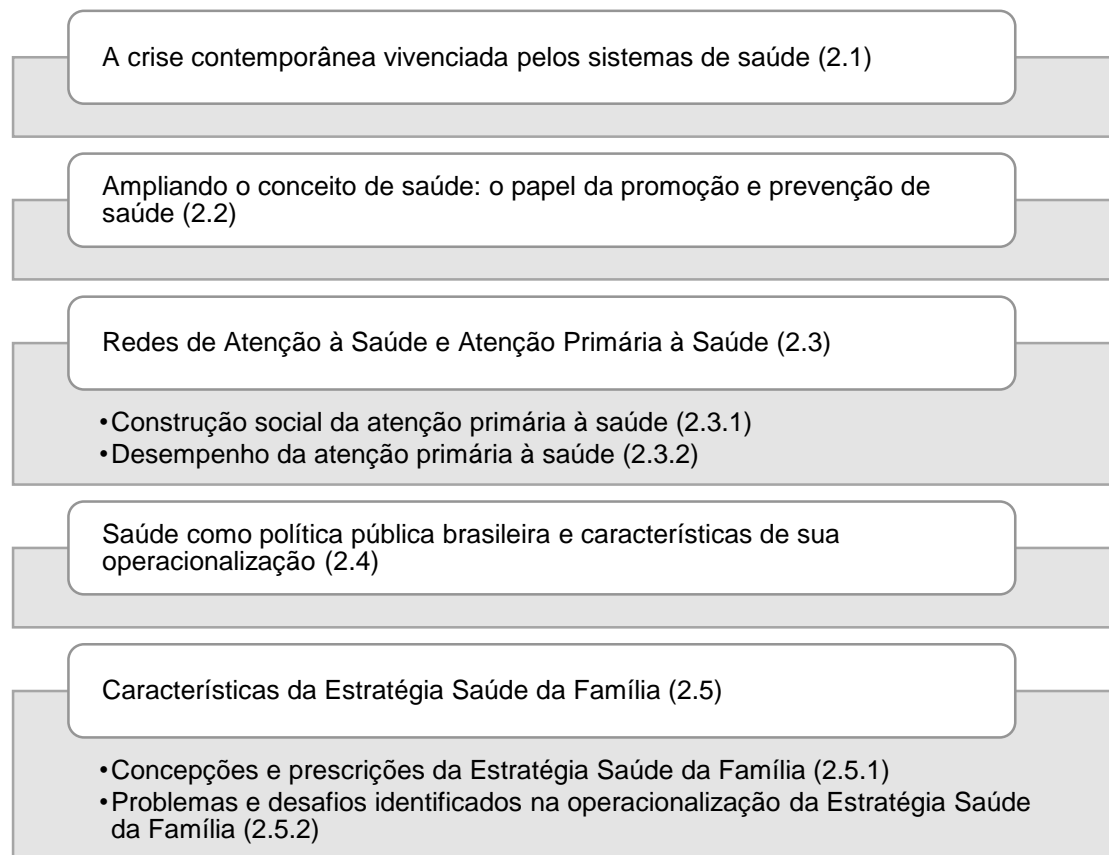 A crise contemporânea vivenciada pelos sistemas de saúde (2.1)
Ampliando o conceito de saúde: o papel da promoção e prevenção de
saúde (2.2)
Redes de Atenção à Saúde e Atenção Primária à Saúde (2.3)
•Construção social da atenção primária à saúde (2.3.1)
•Desempenho da atenção primária à saúde (2.3.2)
Saúde como política pública brasileira e características de sua
operacionalização (2.4)
Características da Estratégia Saúde da Família (2.5)
•Concepções e prescrições da Estratégia Saúde da Família (2.5.1)
•Problemas e desafios identificados na operacionalização da Estratégia Saúde
da Família (2.5.2)